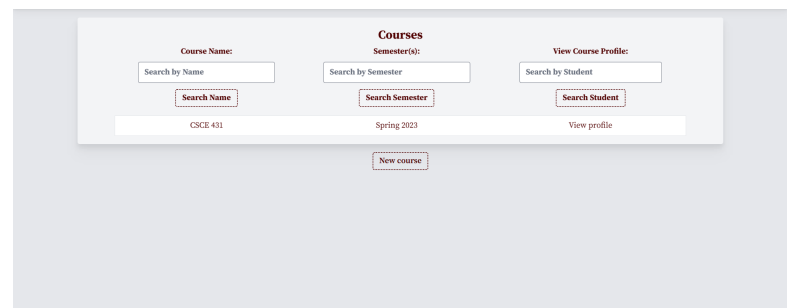 Courses
Course Name: Semester(s): View Course Profile:
Search by Name Search by Semester Search by Student
Search Name Search Semester Search Student
CSCE 431 Spring 2023 View profile
New course